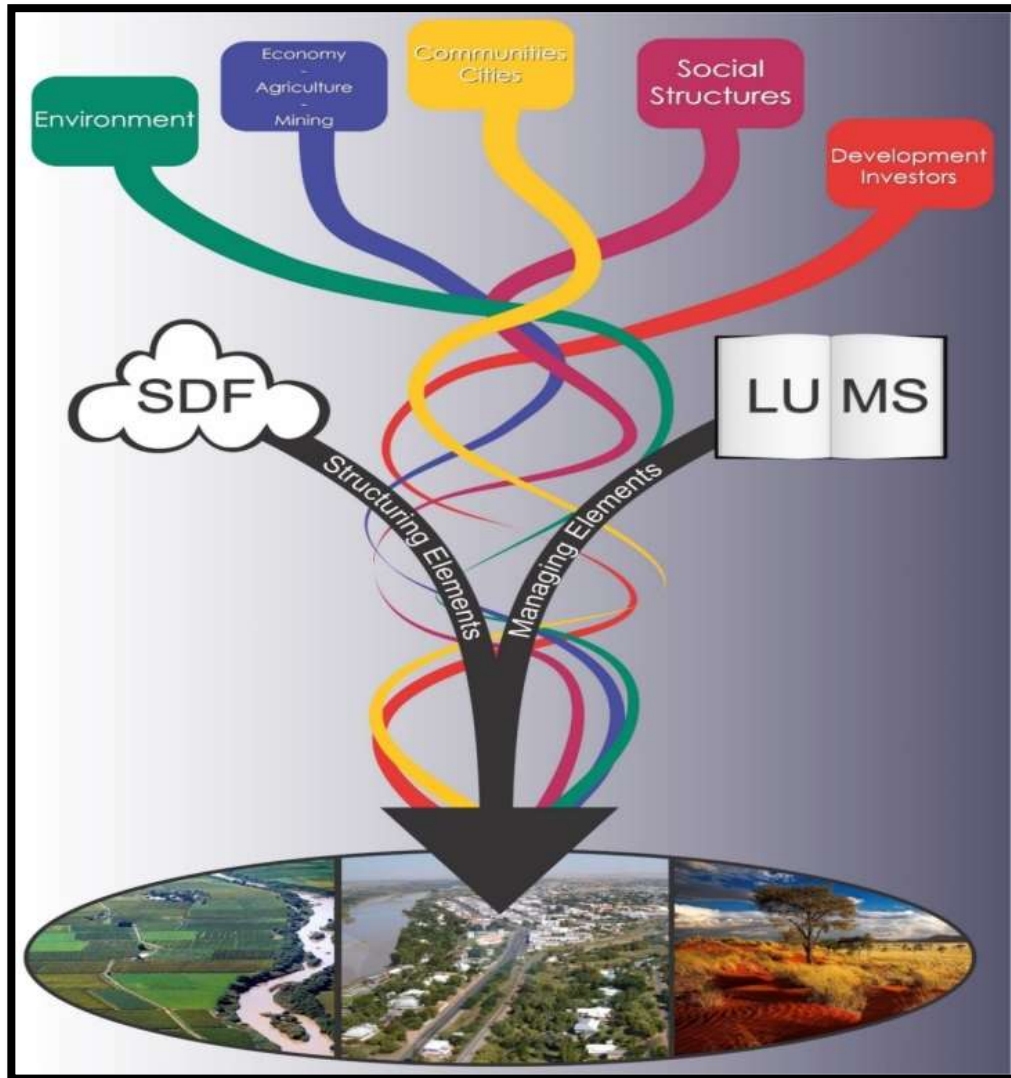 Environment
Economy
-
Agriculture
-
Mining
Communities
Cities
Social
Structures
Development
Investors
SDF
LU MS
Structuring Elements
Managing Elements